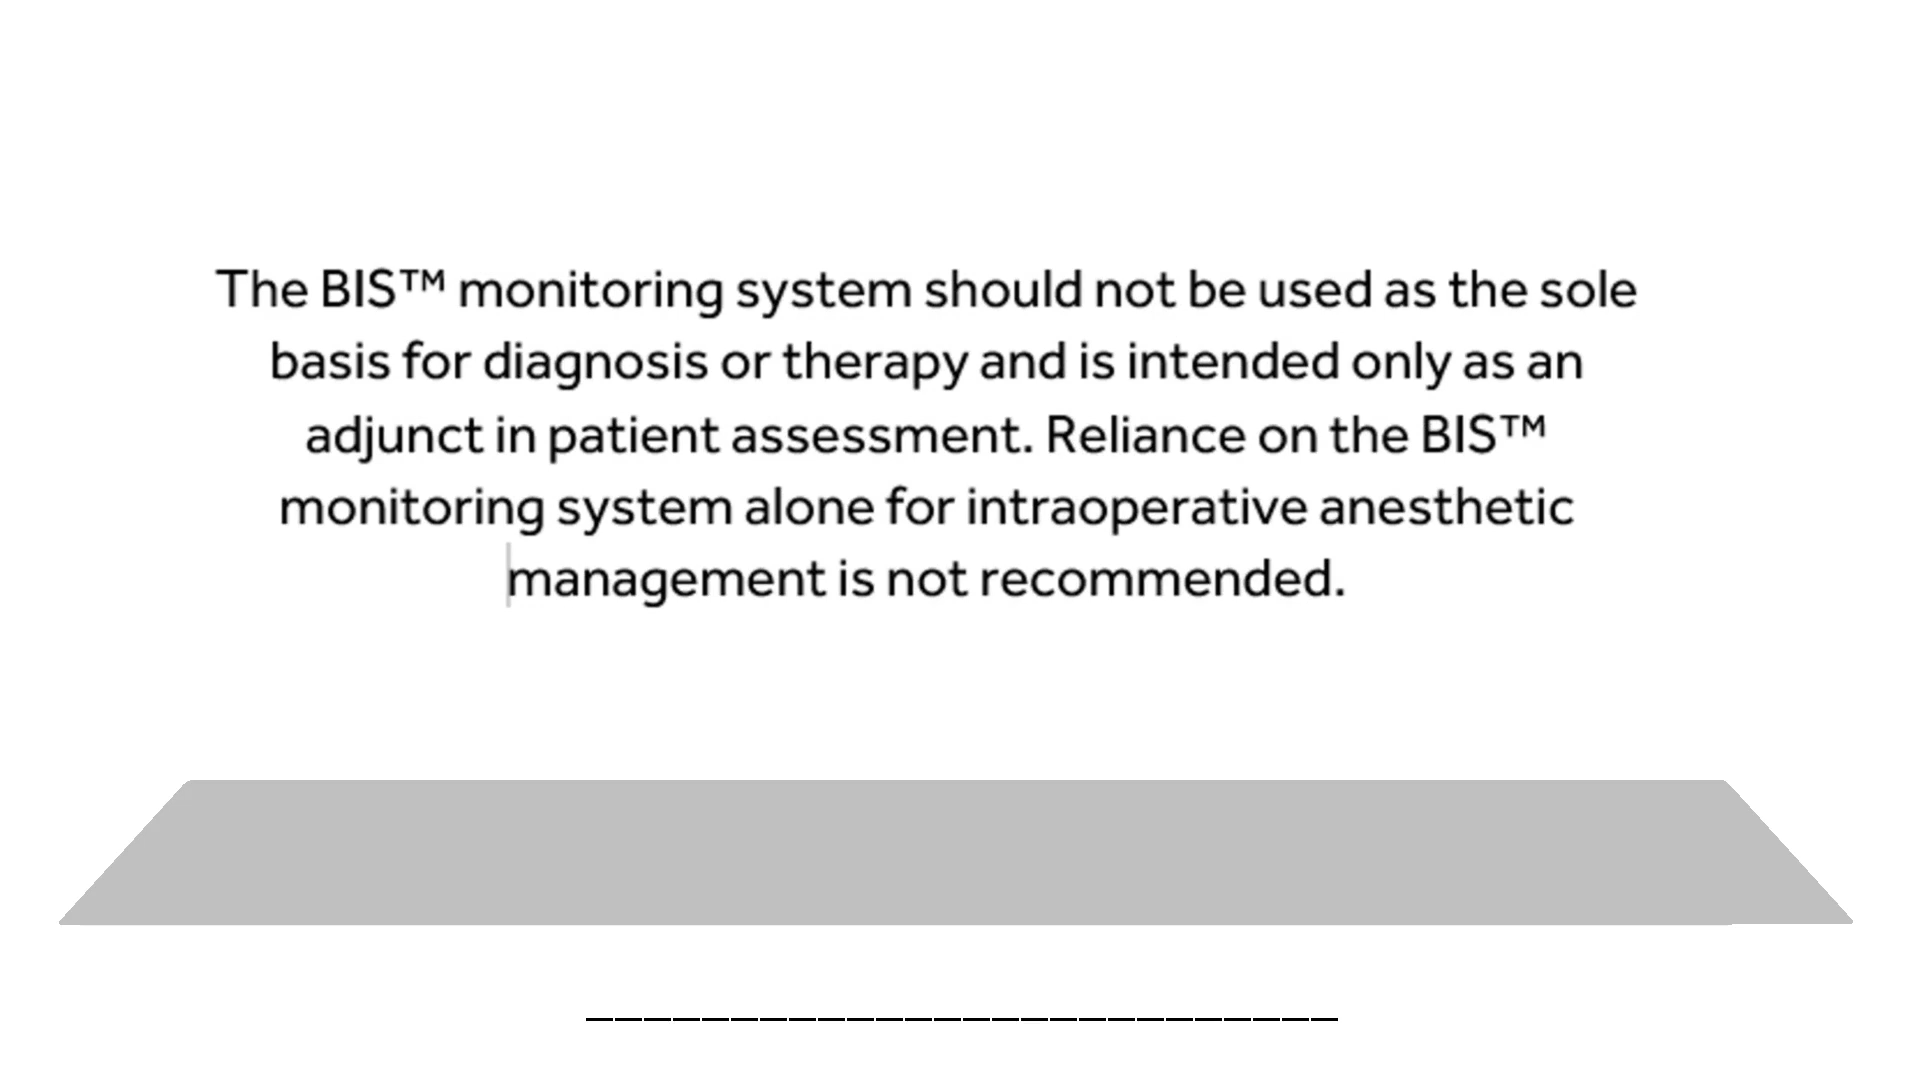 The BIS™ monitoring system should not be used as the sole
basis for diagnosis or therapy and is intended only as an
adjunct in patient assessment. Reliance on the BIS™
monitoring system alone for intraoperative anesthetic
management is not recommended.
__________________________